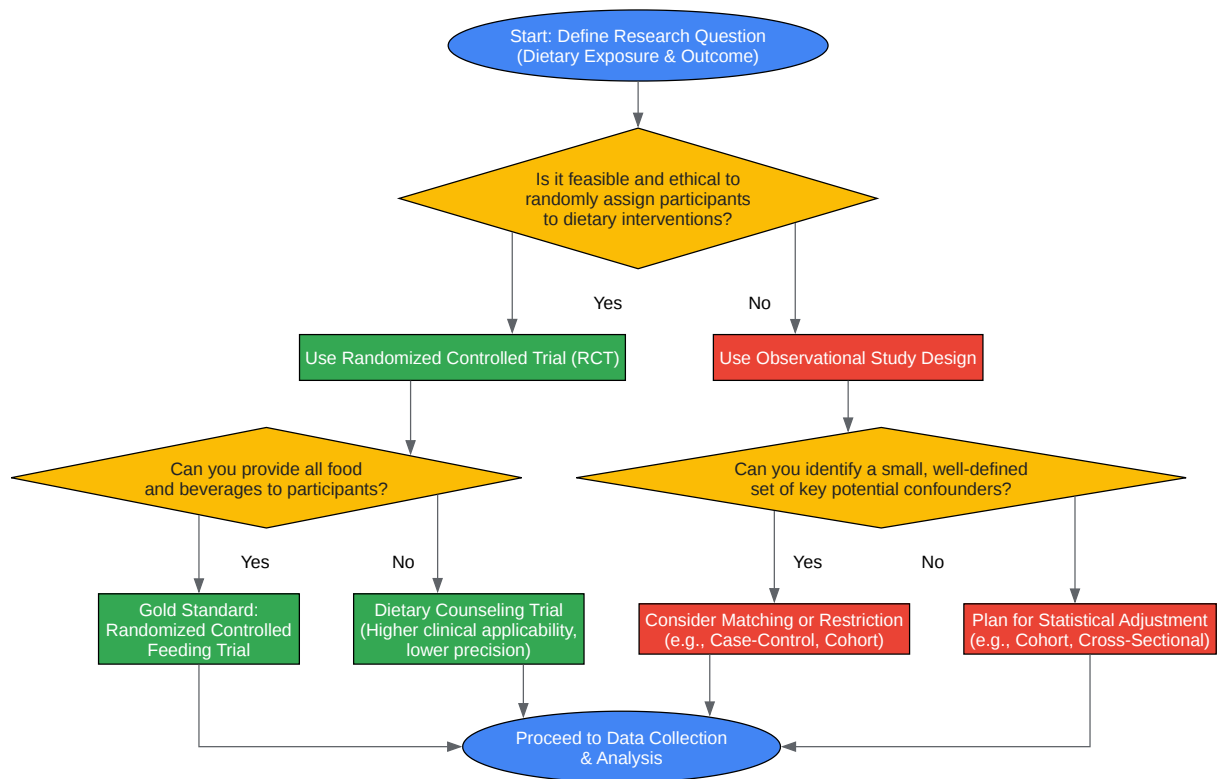 Start: Define Research Question
(Dietary Exposure & Outcome)
Is it feasible and ethical to
randomly assign participants
to dietary interventions?
Yes
No
Use Randomized Controlled Trial (RCT)
Use Observational Study Design
Can you provide all food
and beverages to participants?
Can you identify a small, well-defined
set of key potential confounders?
Yes
No
Yes
No
Gold Standard:
Randomized Controlled
Feeding Trial
Dietary Counseling Trial
(Higher clinical applicability,
lower precision)
Consider Matching or Restriction
(e.g., Case-Control, Cohort)
Plan for Statistical Adjustment
(e.g., Cohort, Cross-Sectional)
Proceed to Data Collection
& Analysis